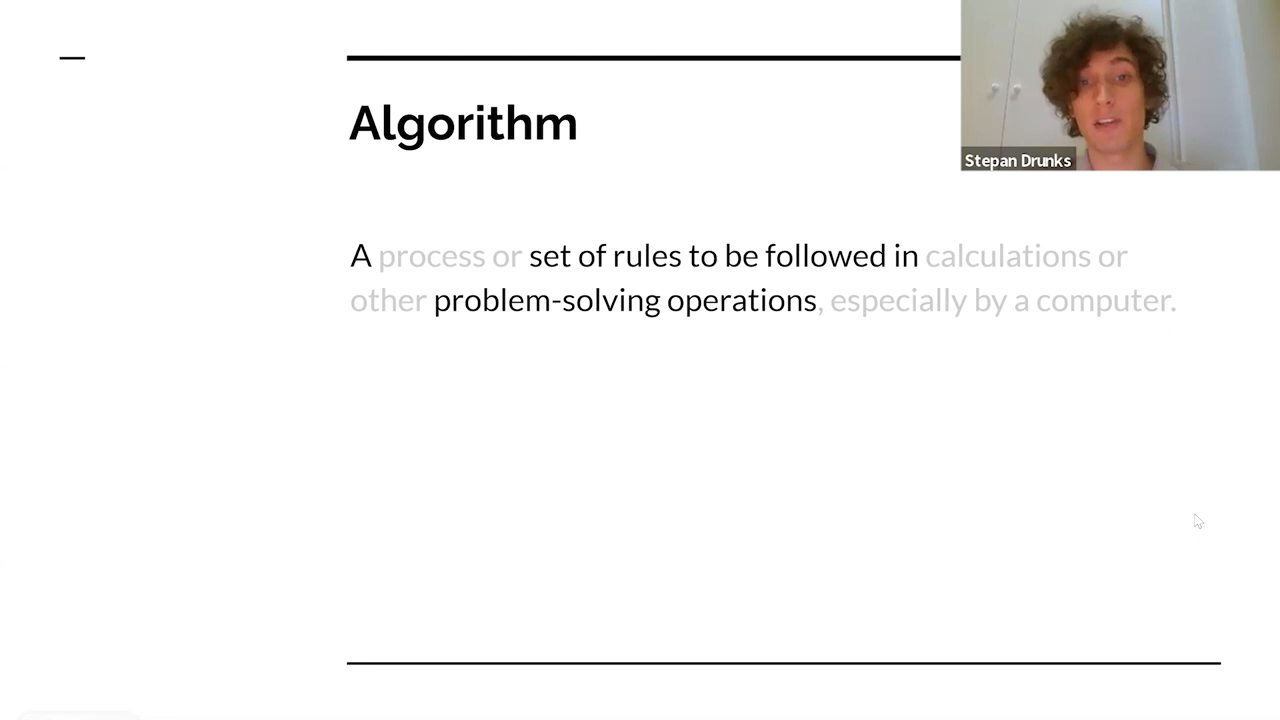 Algorithm
Stepan Drunks
A process or set of rules to be followed in calculations or
other problem-solving operations, especially by a computer.